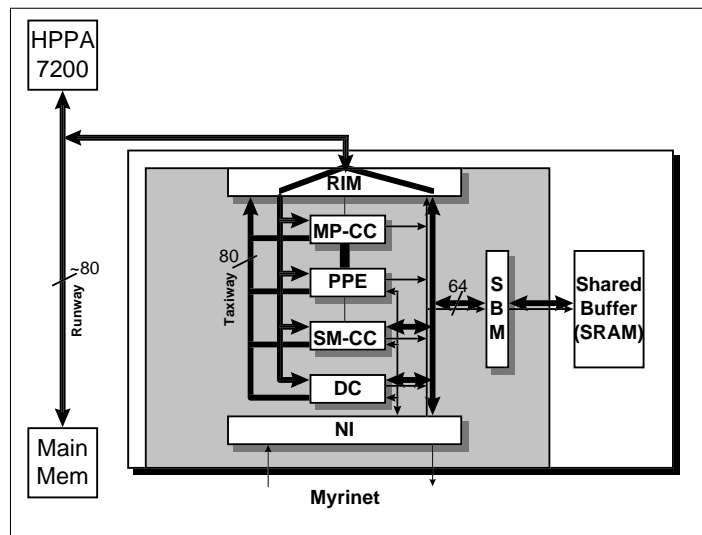 HPPA
7200
RIM
MP-CC
80
PPE
SM-CC
DC
NI
~80
Runway
Taxiway
64
S
B
M
Shared
Buffer
(SRAM)
Main
Mem
Myrinet